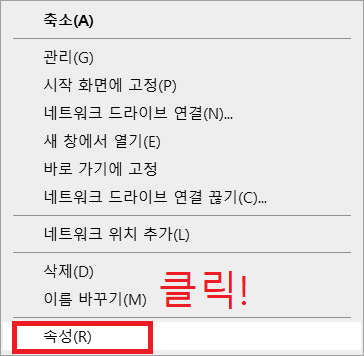 축소(A)
관리(G)
시작 화면에 고정(P)
네트워크 드라이브 연결(N)...
새 창에서 열기(E)
바로 가기에 고정
네트워크 드라이브 연결 끊기(C)...
네트워크 위치 추가(L)
삭제(D)
이름 바꾸기(M)
클릭!
속성(R)